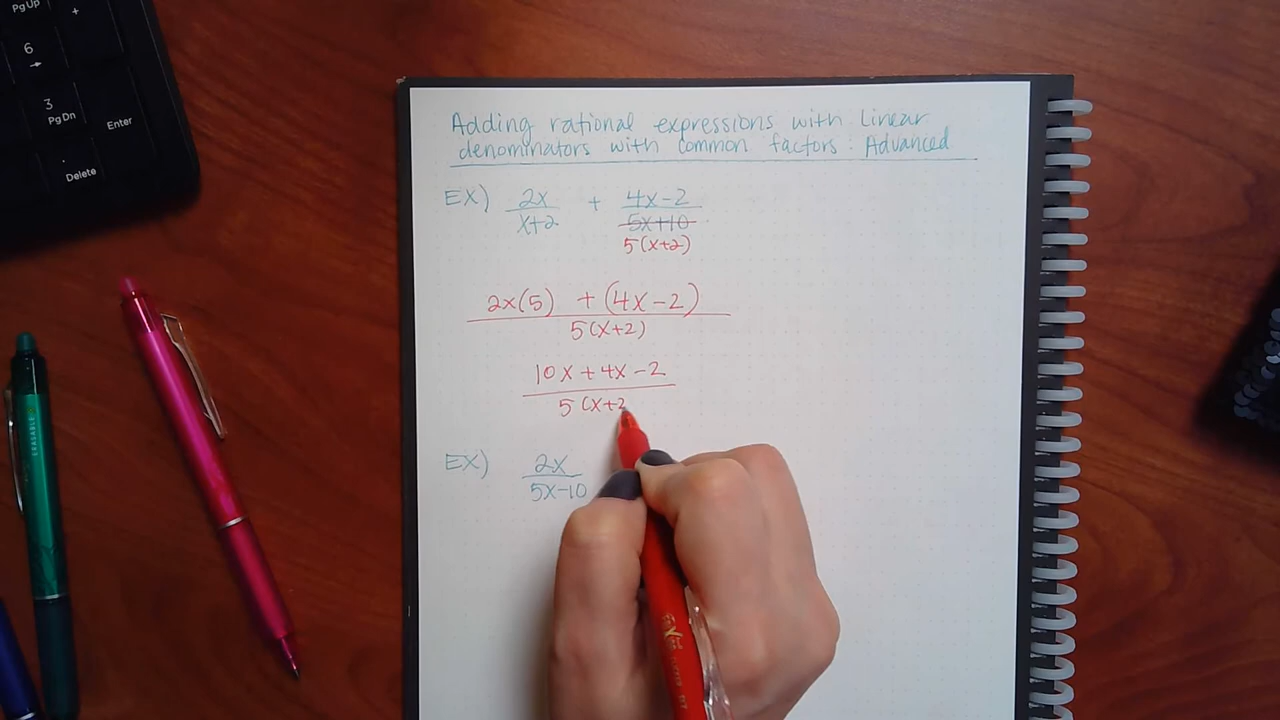 PgUp
+
6
3
PgDn
Enter
.
Delete
Adding rational expressions with Linear
denominators with common factors: Advanced
EX) 2x/x+2 + 4x-2/5x+10
5(x+2)
2x(5) + (4x-2)
5(x+2)
10x + 4x - 2
5(x+2
EX) 2x/5x-10
ERASABLE